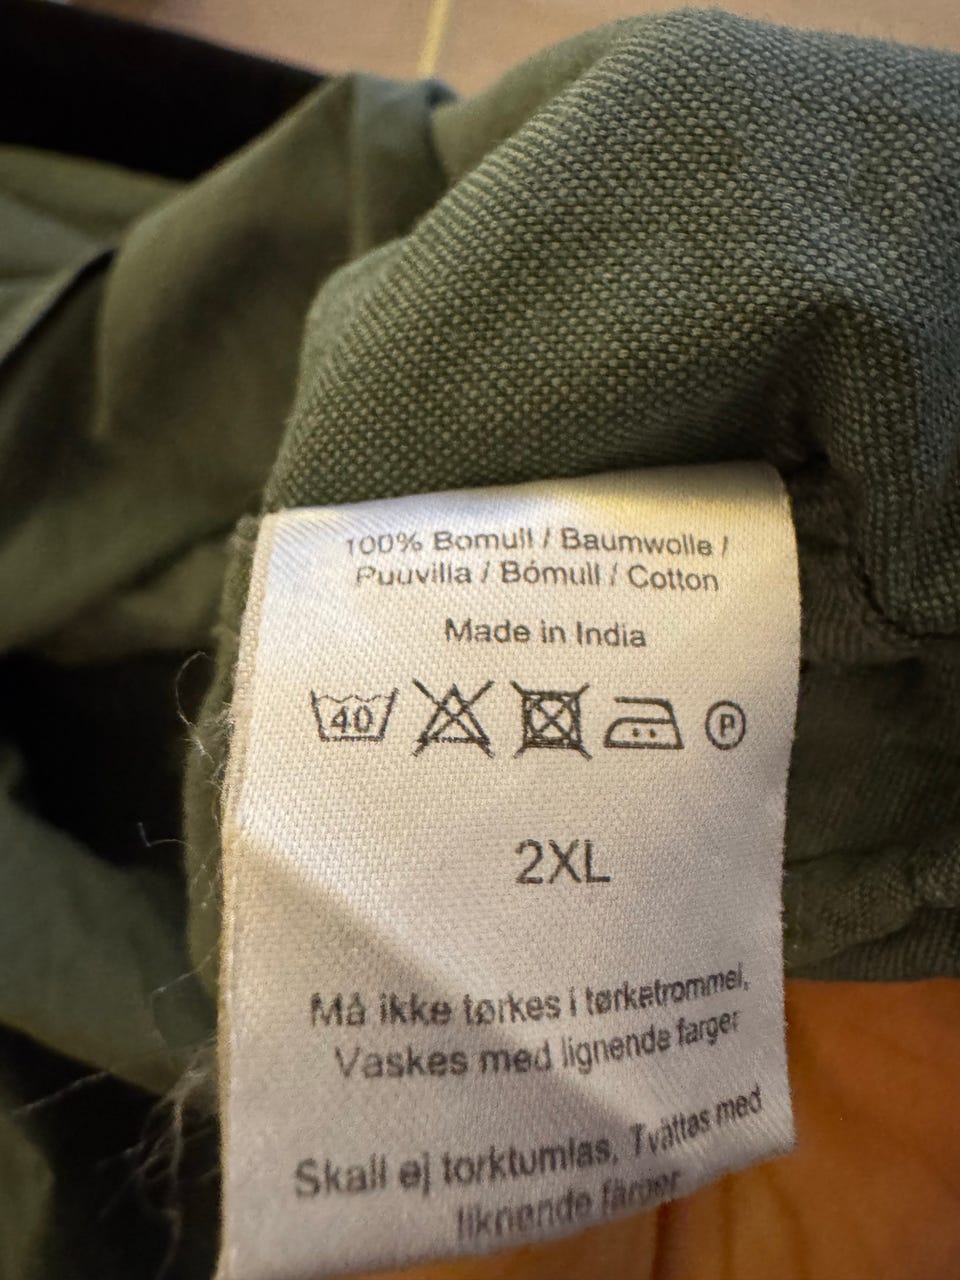 100% Bomull / Baumwolle /
Puuvilla / Bómull / Cotton
Made in India
40
P
2XL
Må ikke tørkes i tørketrommel,
Vaskes med lignende farger
Skall ej torktumlas, Tvättas med
liknende färger